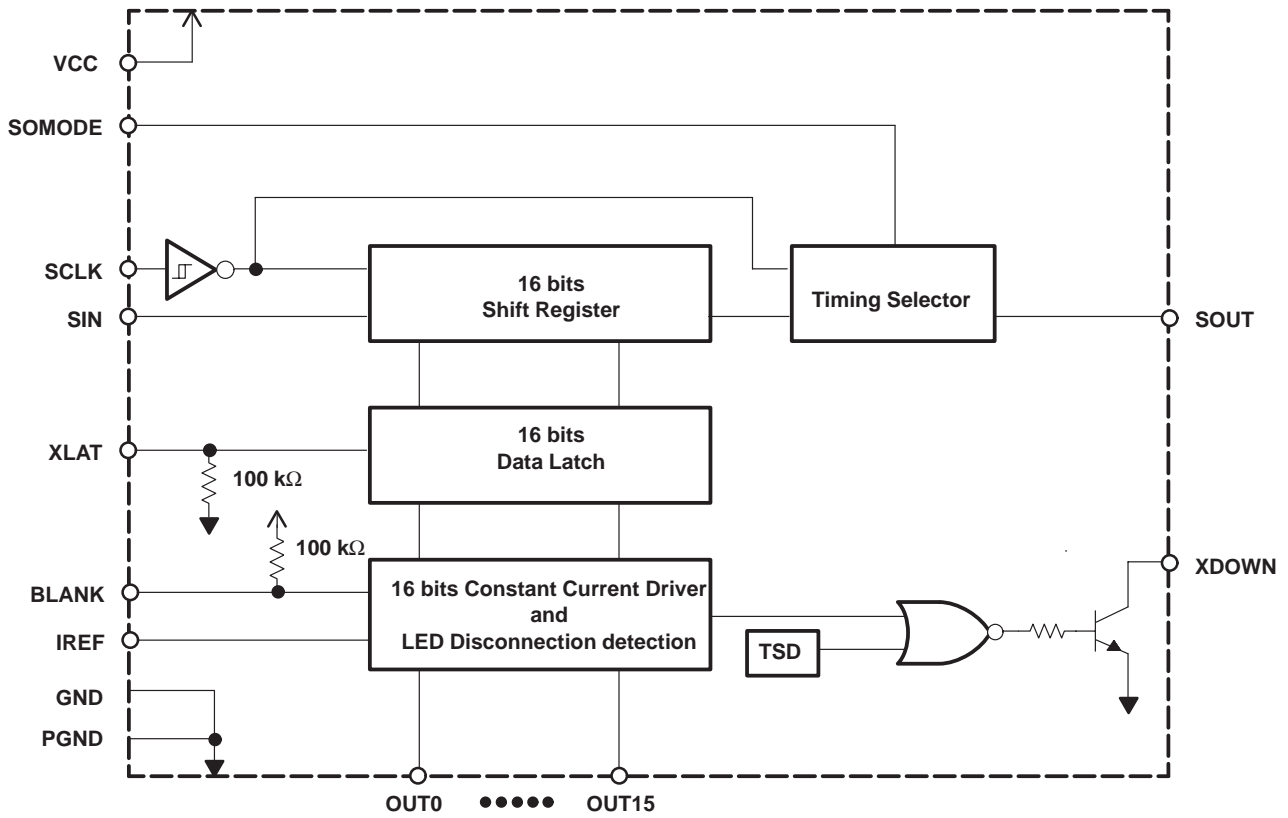 VCC
SOMODE
SCLK
SIN
16 bits
Shift Register
Timing Selector
SOUT
XLAT
100 kΩ
16 bits
Data Latch
100 kΩ
BLANK
IREF
16 bits Constant Current Driver
and
LED Disconnection detection
TSD
XDOWN
GND
PGND
OUT0
OUT15